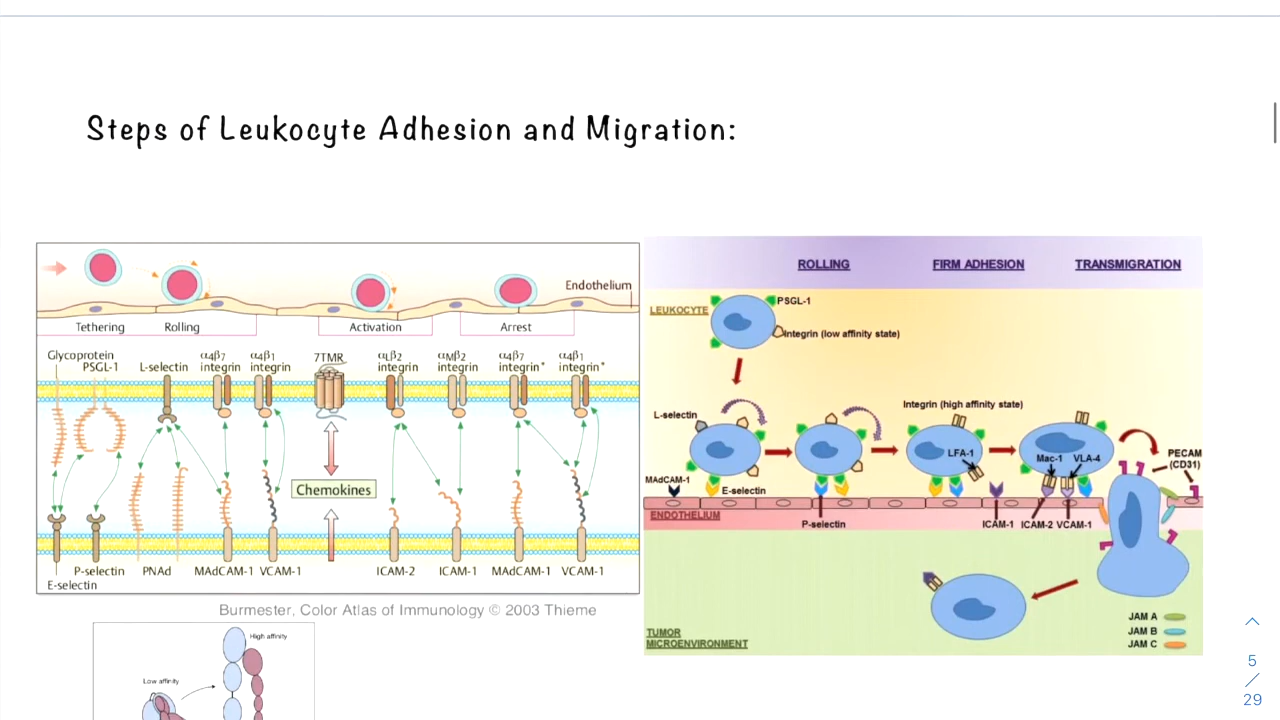 Steps of Leukocyte Adhesion and Migration:
Endothelium
Tethering Rolling Activation Arrest
Glycoprotein
PSGL-1
L-selectin
α4β7
integrin
α4β1
integrin
7TMR
αLβ2
integrin
αMβ2
integrin
α4β7
integrin*
α4β1
integrin*
Chemokines
E-selectin
P-selectin
PNAd
MAdCAM-1
VCAM-1
ICAM-2
ICAM-1
MAdCAM-1
VCAM-1
Burmester, Color Atlas of Immunology © 2003 Thieme
High affinity
Low affinity
ROLLING
FIRM ADHESION
TRANSMIGRATION
LEUKOCYTE
PSGL-1
Integrin (low affinity state)
L-selectin
Integrin (high affinity state)
LFA-1
Mac-1
VLA-4
PECAM
(CD31)
MAdCAM-1
E-selectin
ENDOTHELIUM
P-selectin
ICAM-1
ICAM-2
VCAM-1
TUMOR
MICROENVIRONMENT
JAM A
JAM B
JAM C
5
29